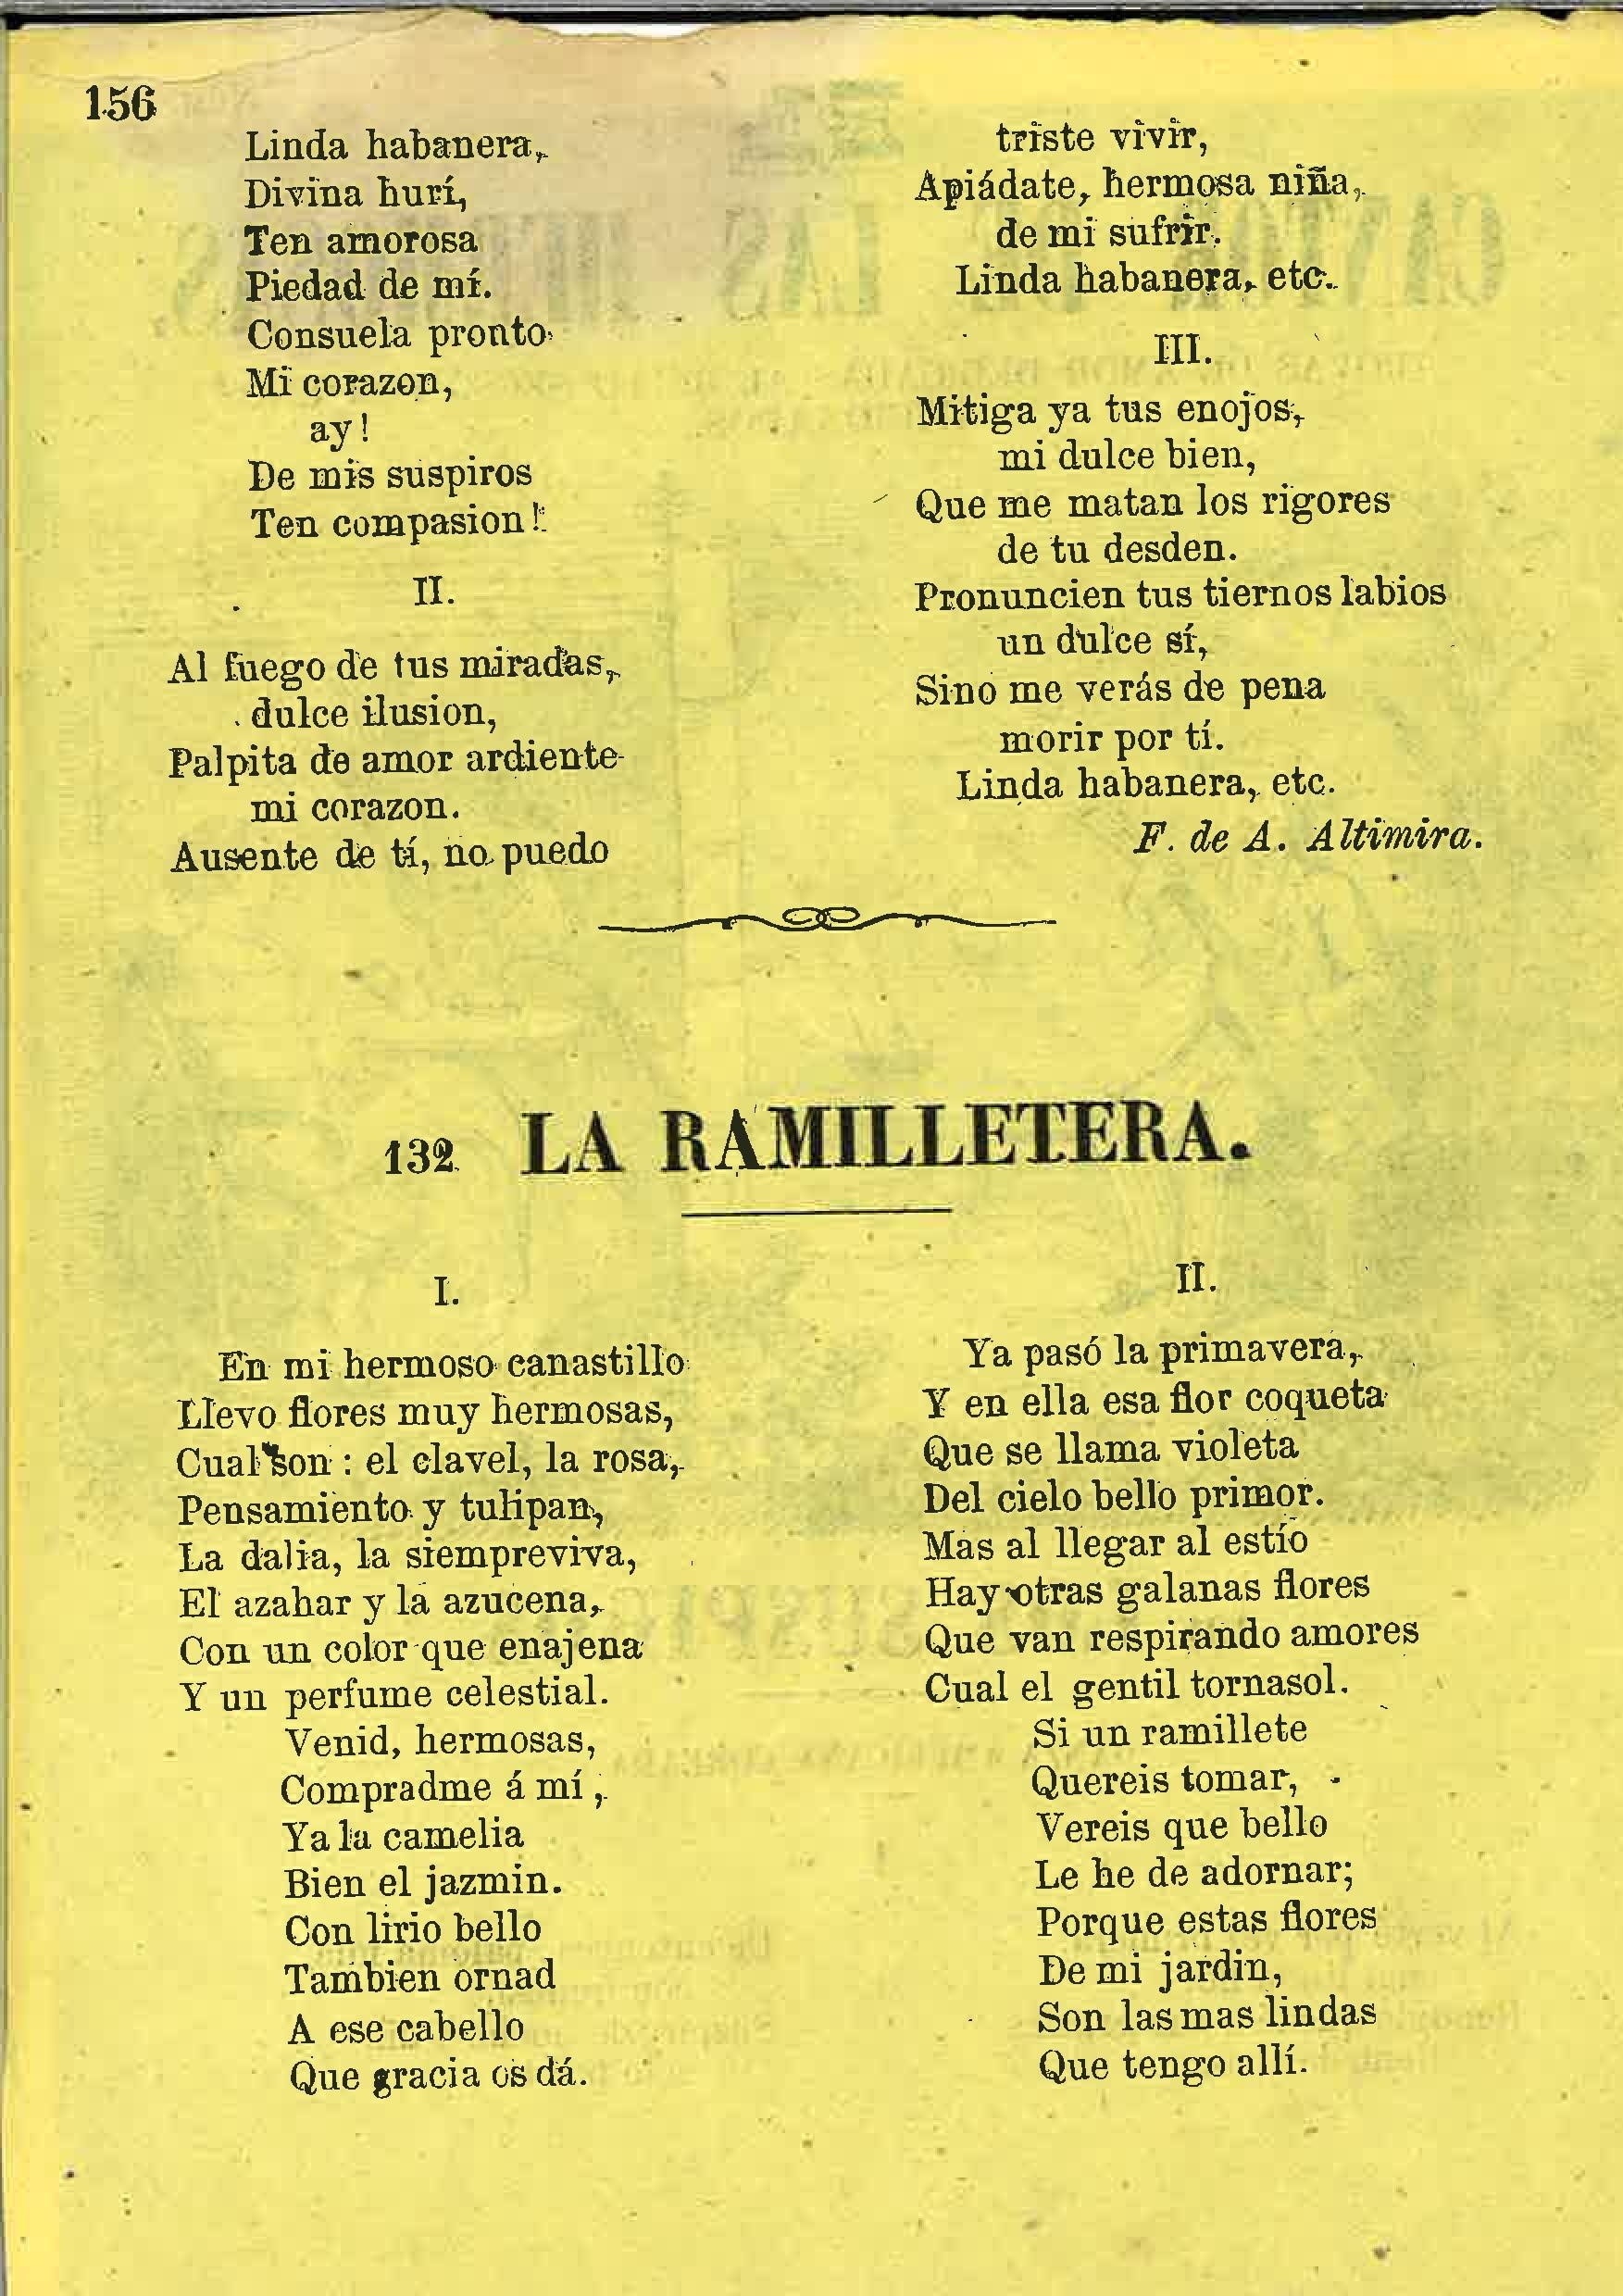 156
Linda habanera,
Divina hurí,
Ten amorosa
Piedad de mí.
Consuela pronto
Mi corazon,
ay!
De mis suspiros
Ten compasion!
II.
Al fuego de tus miradas,
dulce ilusion,
Palpita de amor ardiente
mi corazon.
Ausente de tí, no puedo
triste vivir,
Apiádate, hermosa niña,
de mi sufrir.
Linda habanera, etc.
III.
Mitiga ya tus enojos,
mi dulce bien,
Que me matan los rigores
de tu desden.
Pronuncien tus tiernos labios
un dulce sí,
Sino me verás de pena
morir por tí.
Linda habanera, etc.
F. de A. Altimira.
132. LA RAMILLETERA.
I.
En mi hermoso canastillo
Llevo flores muy hermosas,
Cual son : el clavel, la rosa,
Pensamiento y tulipan,
La dalia, la siempreviva,
El azahar y la azucena,
Con un color que enajena
Y un perfume celestial.
Venid, hermosas,
Compradme á mí,
Ya la camelia
Bien el jazmin.
Con lirio bello
Tambien ornad
A ese cabello
Que gracia os dá.
II.
Ya pasó la primavera,
Y en ella esa flor coqueta
Que se llama violeta
Del cielo bello primor.
Mas al llegar al estío
Hay otras galanas flores
Que van respirando amores
Cual el gentil tornasol.
Si un ramillete
Quereis tomar,
Vereis que bello
Le he de adornar;
Porque estas flores
De mi jardin,
Son las mas lindas
Que tengo allí.